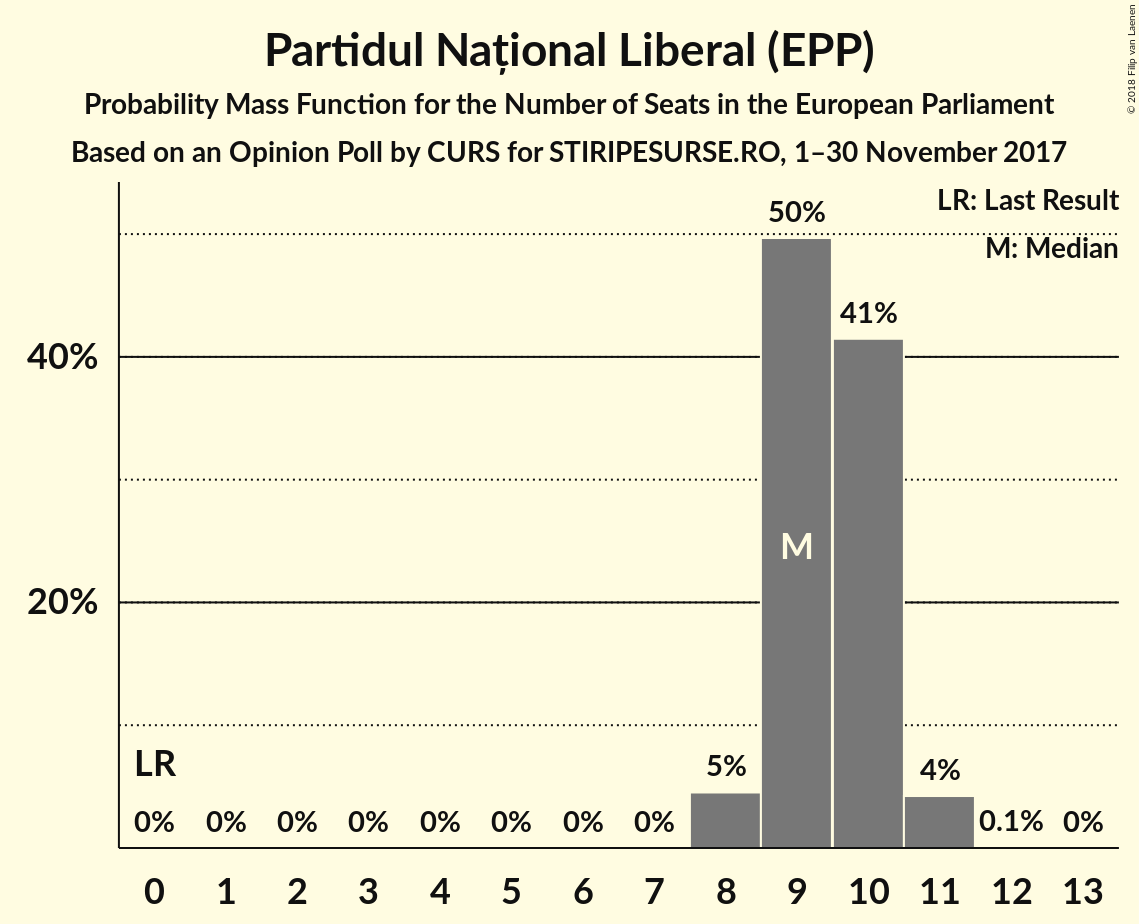 Partidul Național Liberal (EPP)
Probability Mass Function for the Number of Seats in the European Parliament
Based on an Opinion Poll by CURS for STIRIPESURSE.RO, 1–30 November 2017
© 2018 Filip van Laenen
LR: Last Result
M: Median
50%
41%
40%
M
20%
LR
5%
4%
0% 0% 0% 0% 0% 0% 0% 0% 0.1% 0%
0 1 2 3 4 5 6 7 8 9 10 11 12 13